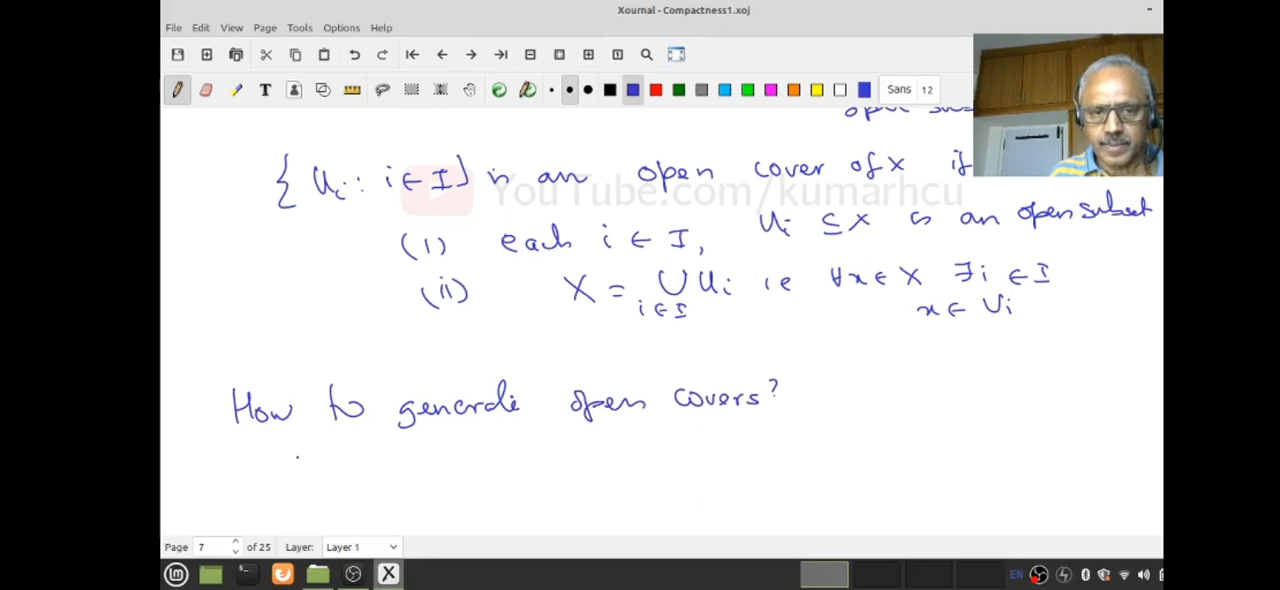 Xournal - Compactness1.xoj
File Edit View Page Tools Options Help
Sans 12
open
{ Ui : i ∈ I } is an open cover of X if
YouTube.com/kumarhcu
(i) each i ∈ I, Ui ⊆ X is an open subset
(ii) X = ∪ Ui ie ∀x ∈ X ∃i ∈ I
i ∈ I x ∈ Ui
How to generate open covers?
Page 7 of 25 Layer: Layer 1
EN